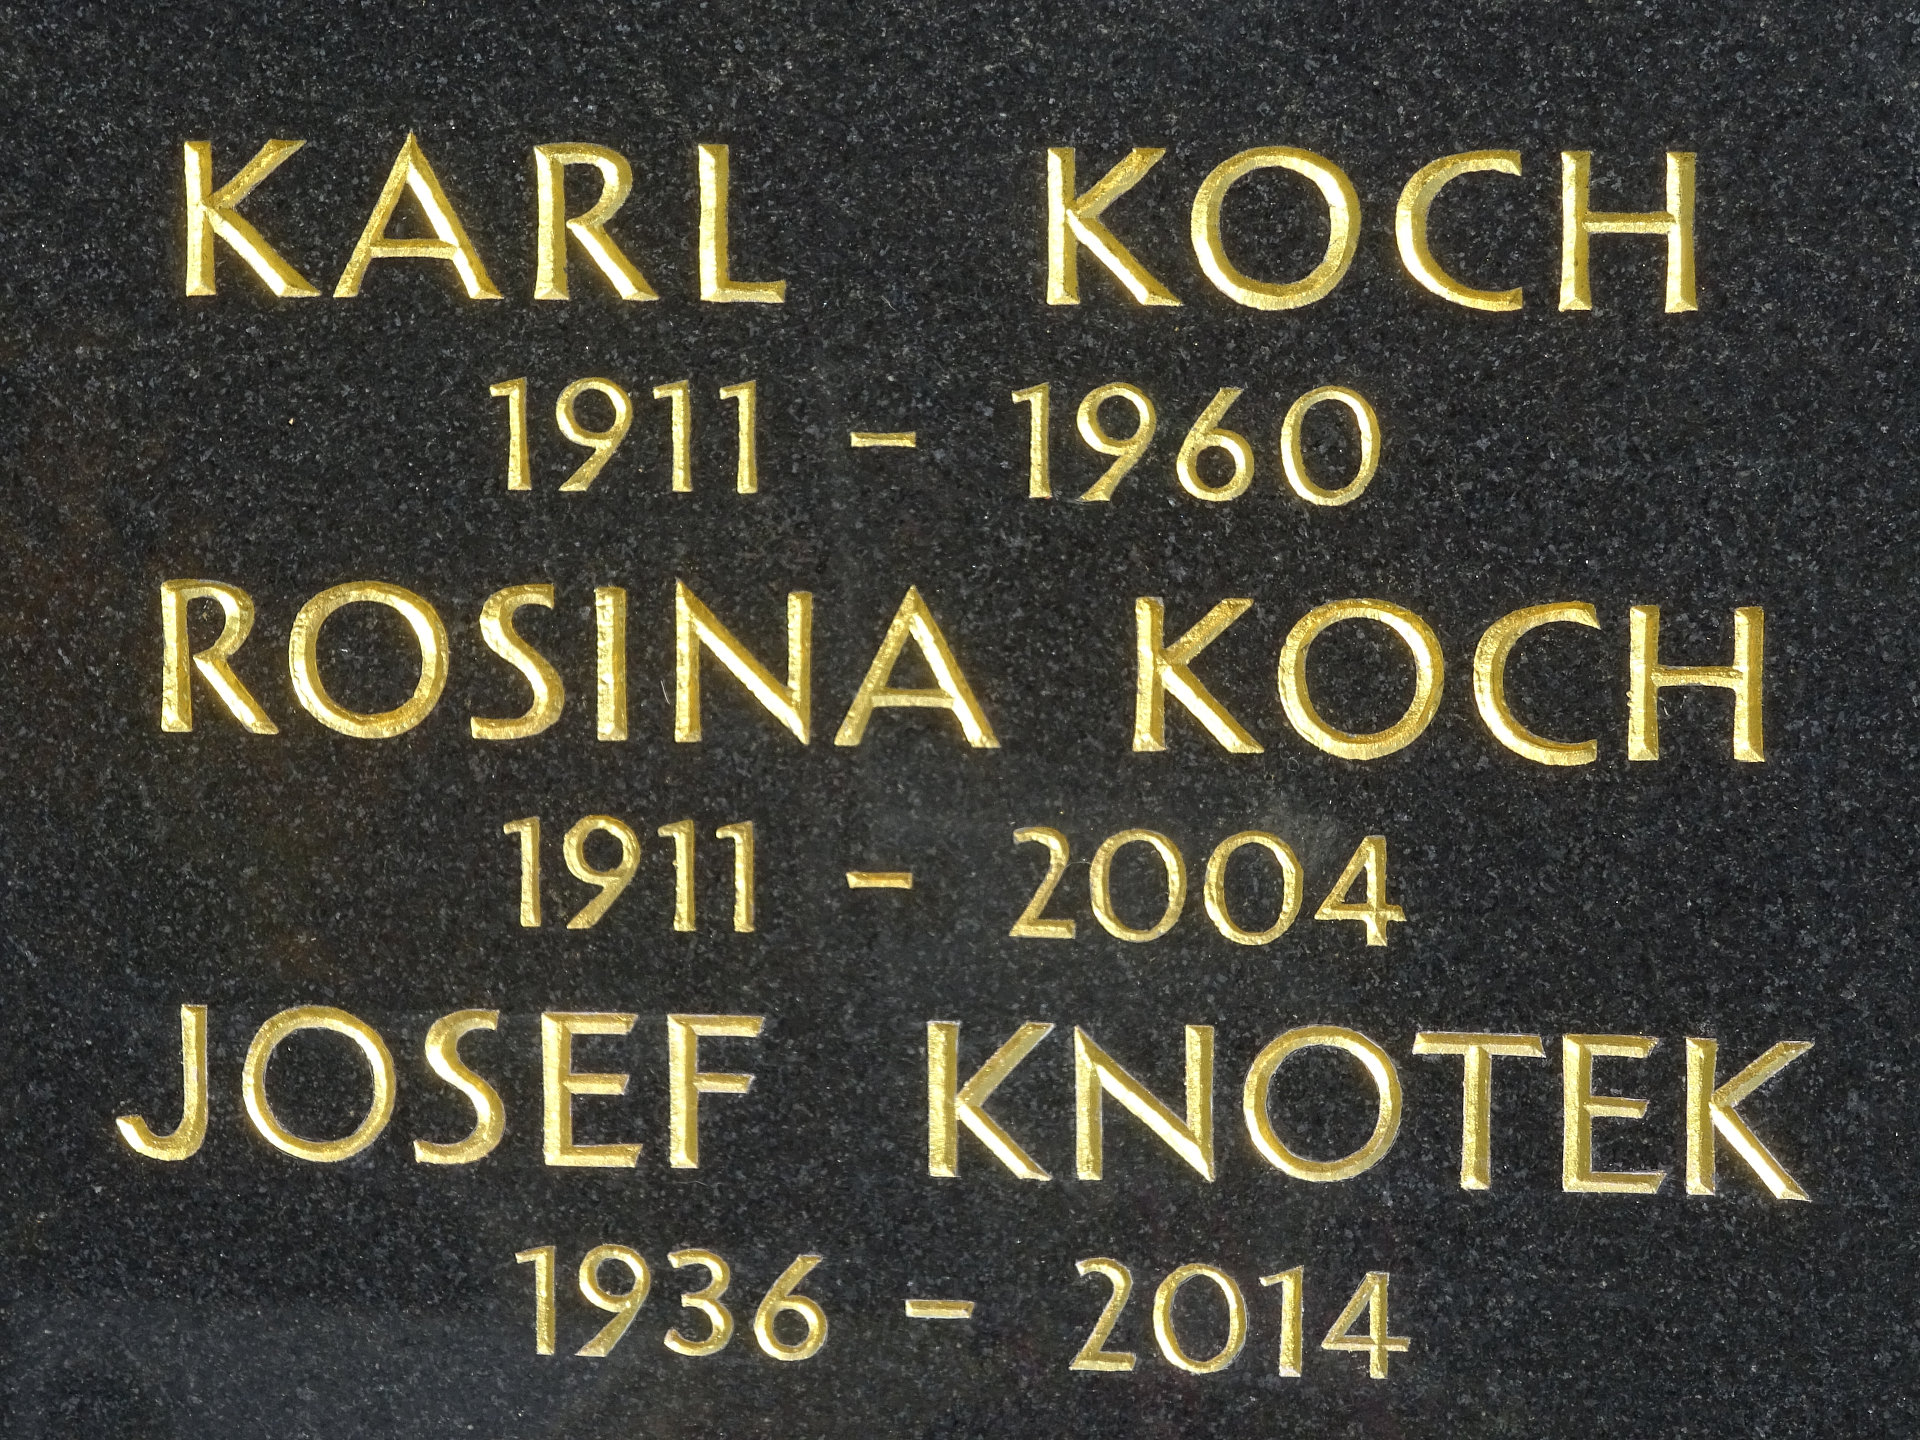 KARL KOCH
1911 - 1960
ROSINA KOCH
1911 - 2004
JOSEF KNOTEK
1936 - 2014